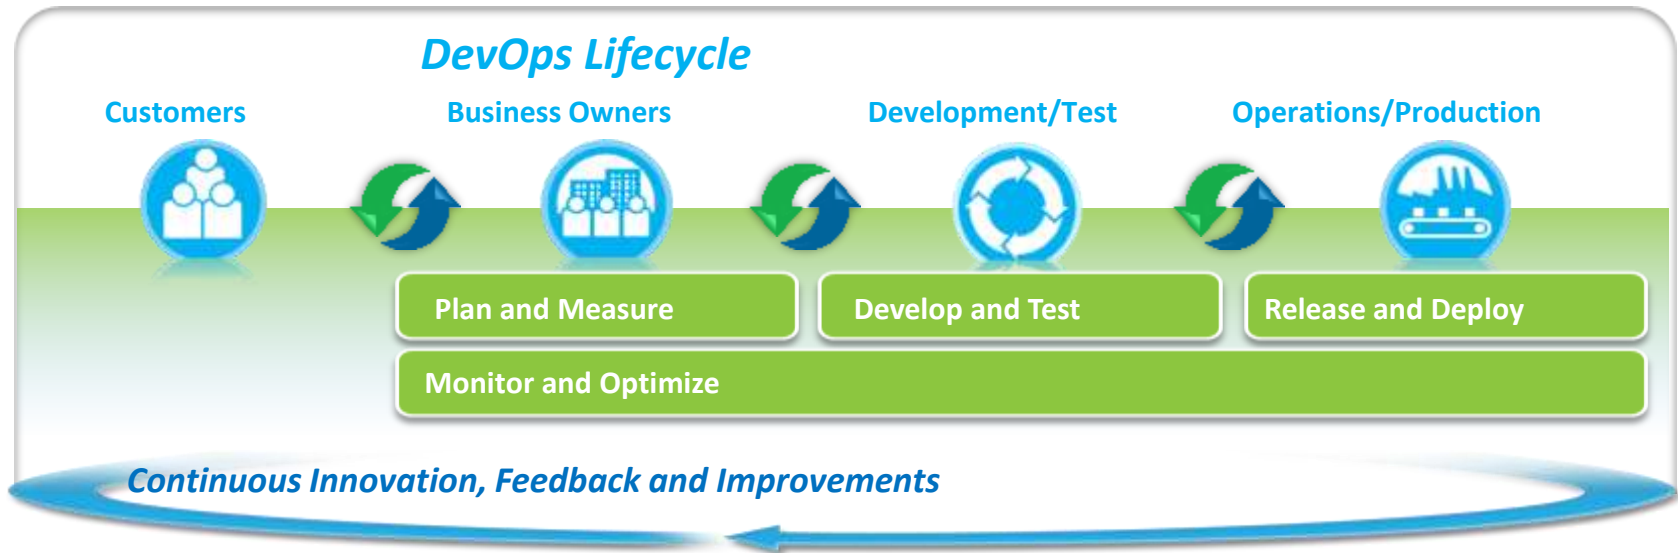 DevOps Lifecycle
Customers
Business Owners
Development/Test
Operations/Production
Plan and Measure
Develop and Test
Release and Deploy
Monitor and Optimize
Continuous Innovation, Feedback and Improvements